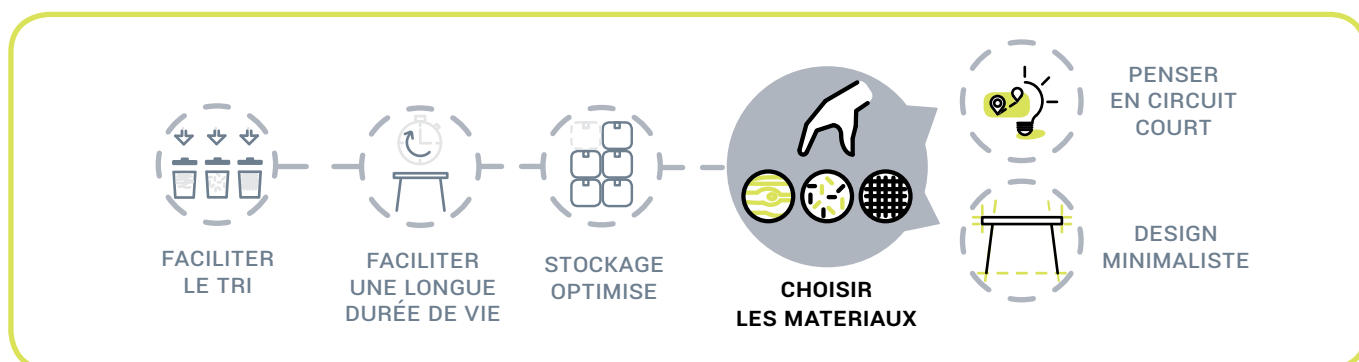 FACILITER
LE TRI
FACILITER
UNE LONGUE
DURÉE DE VIE
STOCKAGE
OPTIMISE
CHOISIR
LES MATERIAUX
PENSER
EN CIRCUIT
COURT
DESIGN
MINIMALISTE